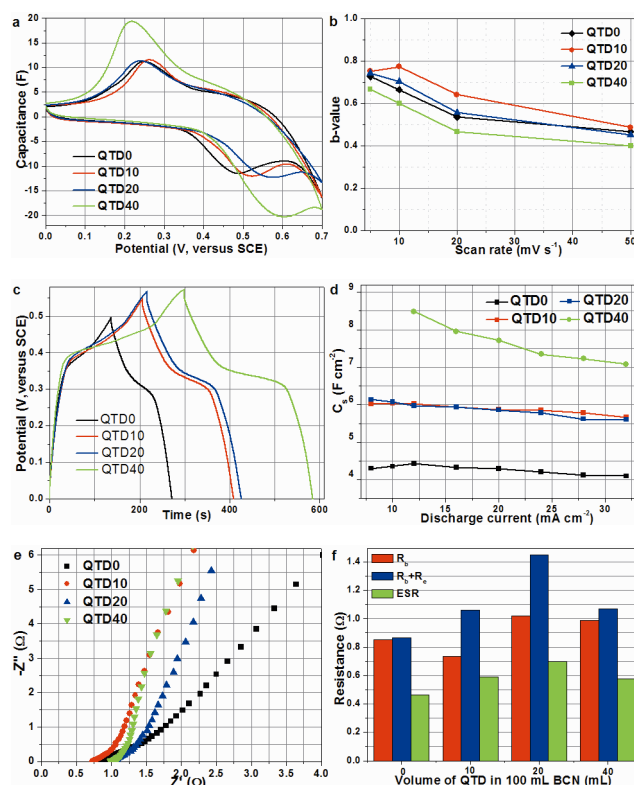 a
Capacitance (F)
20
15
10
5
0
-5
-10
-15
-20
QTD0
QTD10
QTD20
QTD40
0.0 0.1 0.2 0.3 0.4 0.5 0.6 0.7
Potential (V, versus SCE)
b
b-value
1.0
0.8
0.6
0.4
0.2
0.0
QTD0
QTD10
QTD20
QTD40
10 20 30 40 50
Scan rate (mV s⁻¹)
c
Potential (V,versus SCE)
0.6
0.5
0.4
0.3
0.2
0.1
0.0
QTD0
QTD10
QTD20
QTD40
0 200 400 600
Time (s)
d
Cs (F cm⁻²)
9
8
7
6
5
4
QTD0 QTD20
QTD10 QTD40
10 15 20 25 30
Discharge current (mA cm⁻²)
e
-Z'' (Ω)
6
5
4
3
2
1
0
QTD0
QTD10
QTD20
QTD40
0.0 0.5 1.0 1.5 2.0 2.5 3.0 3.5 4.0
Z' (Ω)
f
Resistance (Ω)
1.6
1.4
1.2
1.0
0.8
0.6
0.4
0.2
0.0
Rb
Rb+Re
ESR
0 10 20 40
Volume of QTD in 100 mL BCN (mL)